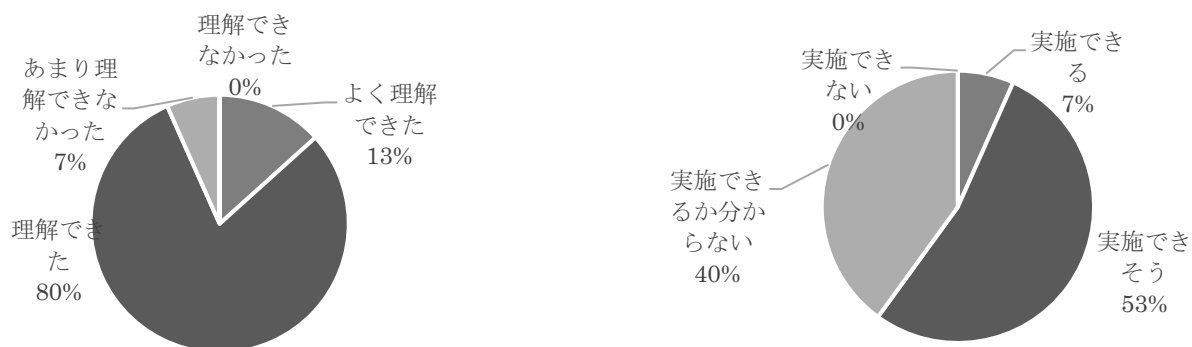 理解でき
なかった
0%
よく理解
できた
13%
あまり理
解できな
かった
7%
理解でき
た
80%
実施でき
ない
0%
実施でき
る
7%
実施でき
るか分か
らない
40%
実施でき
そう
53%